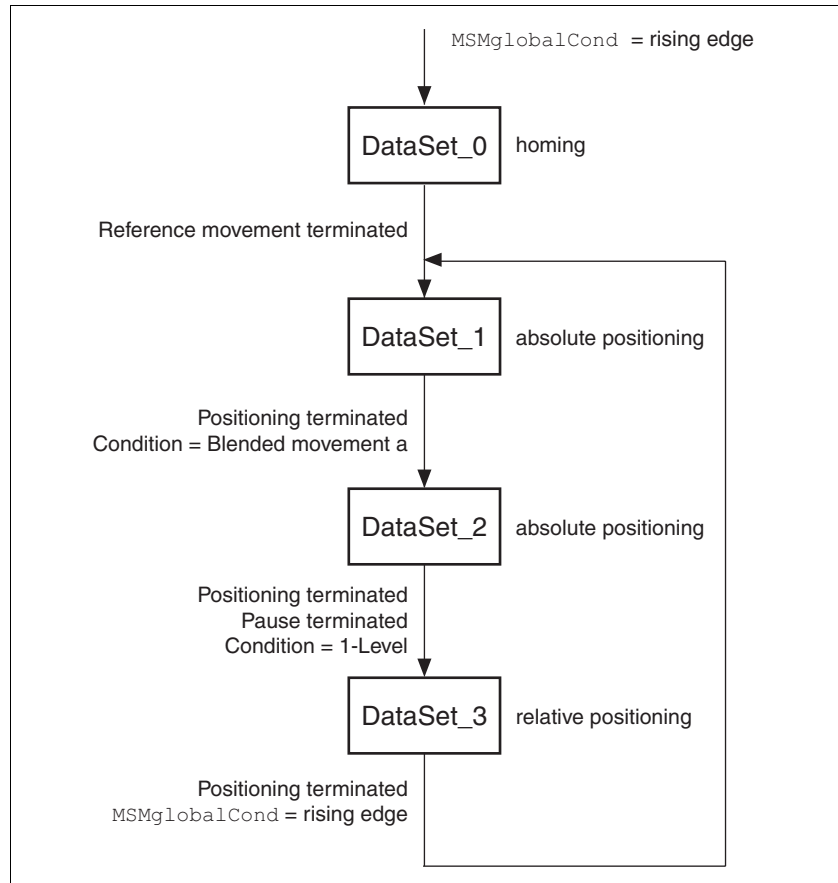 MSMglobalCond = rising edge
DataSet_0
homing
Reference movement terminated
DataSet_1
absolute positioning
Positioning terminated
Condition = Blended movement a
DataSet_2
absolute positioning
Positioning terminated
Pause terminated
Condition = 1-Level
DataSet_3
relative positioning
Positioning terminated
MSMglobalCond = rising edge